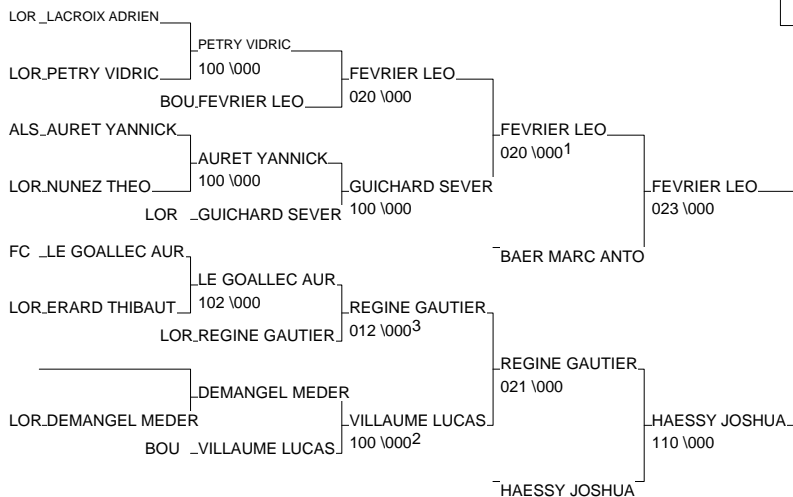 LOR LACROIX ADRIEN
PETRY VIDRIC
100 \000
LOR PETRY VIDRIC
FEVRIER LEO
020 \000
BOU FEVRIER LEO
ALS AURET YANNICK
FEVRIER LEO
020 \000 1
AURET YANNICK
100 \000
LOR NUNEZ THEO
GUICHARD SEVER
100 \000
FEVRIER LEO
023 \000
LOR GUICHARD SEVER
FC LE GOALLEC AUR
BAER MARC ANTO
LE GOALLEC AUR
102 \000
LOR ERARD THIBAUT
REGINE GAUTIER
012 \000 3
LOR REGINE GAUTIER
REGINE GAUTIER
021 \000
DEMANGEL MEDER
LOR DEMANGEL MEDER
VILLAUME LUCAS
100 \000 2
HAESSY JOSHUA
110 \000
BOU VILLAUME LUCAS
HAESSY JOSHUA